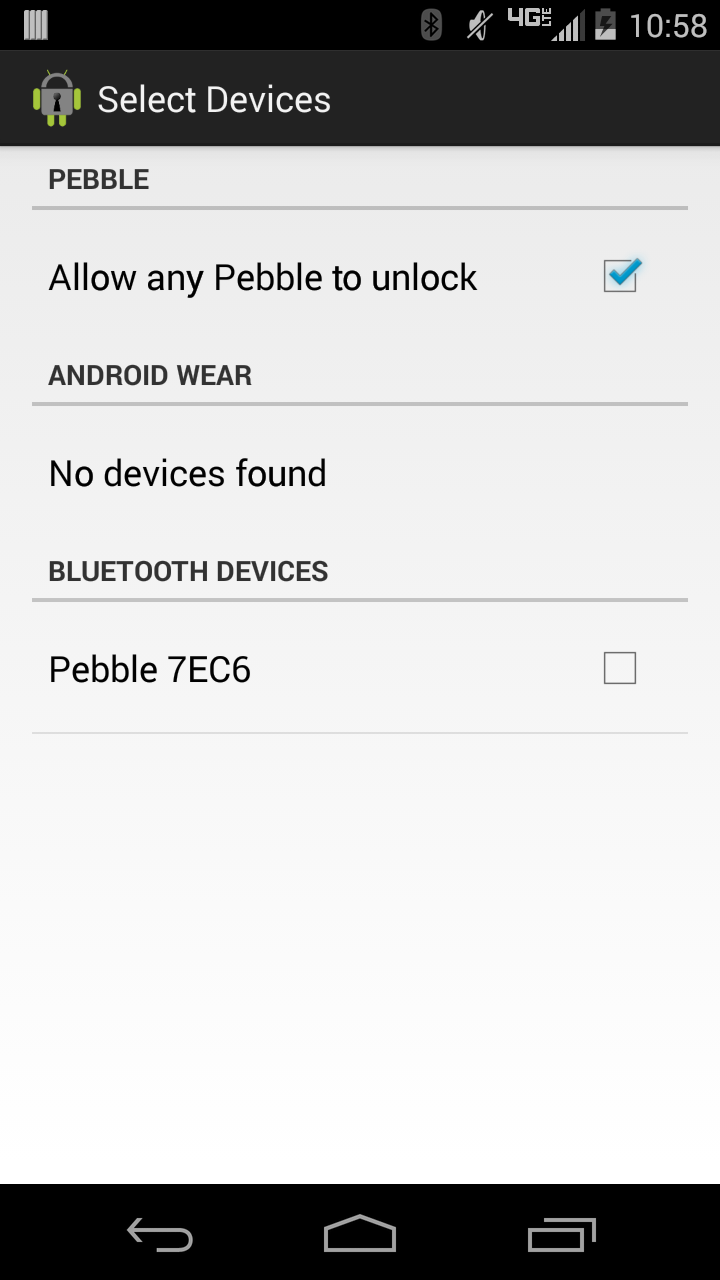 4G LTE 10:58
Select Devices
PEBBLE
Allow any Pebble to unlock
ANDROID WEAR
No devices found
BLUETOOTH DEVICES
Pebble 7EC6